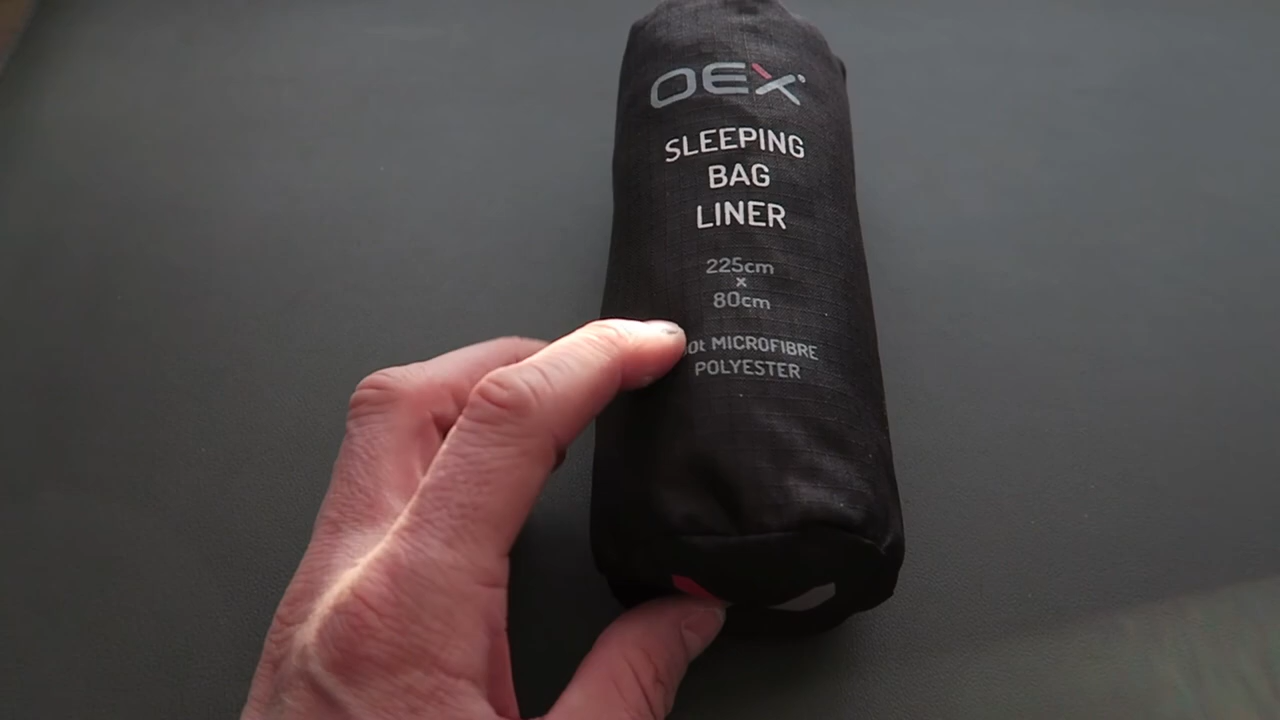 OEX
SLEEPING
BAG
LINER
225cm
x
80cm
MICROFIBRE
POLYESTER